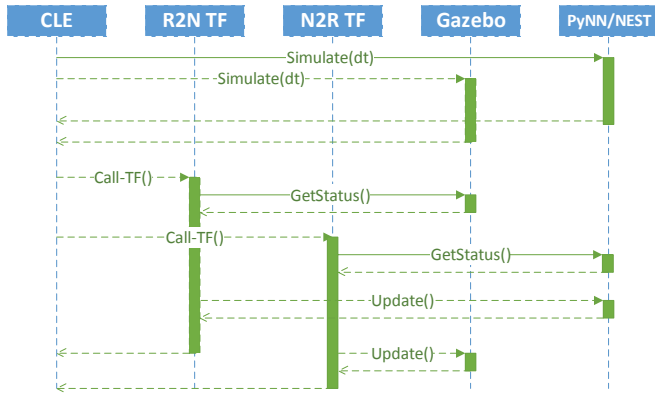 CLE R2N TF N2R TF Gazebo PyNN/NEST
Simulate(dt)
Simulate(dt)
Call-TF()
GetStatus()
Call-TF()
GetStatus()
Update()
Update()